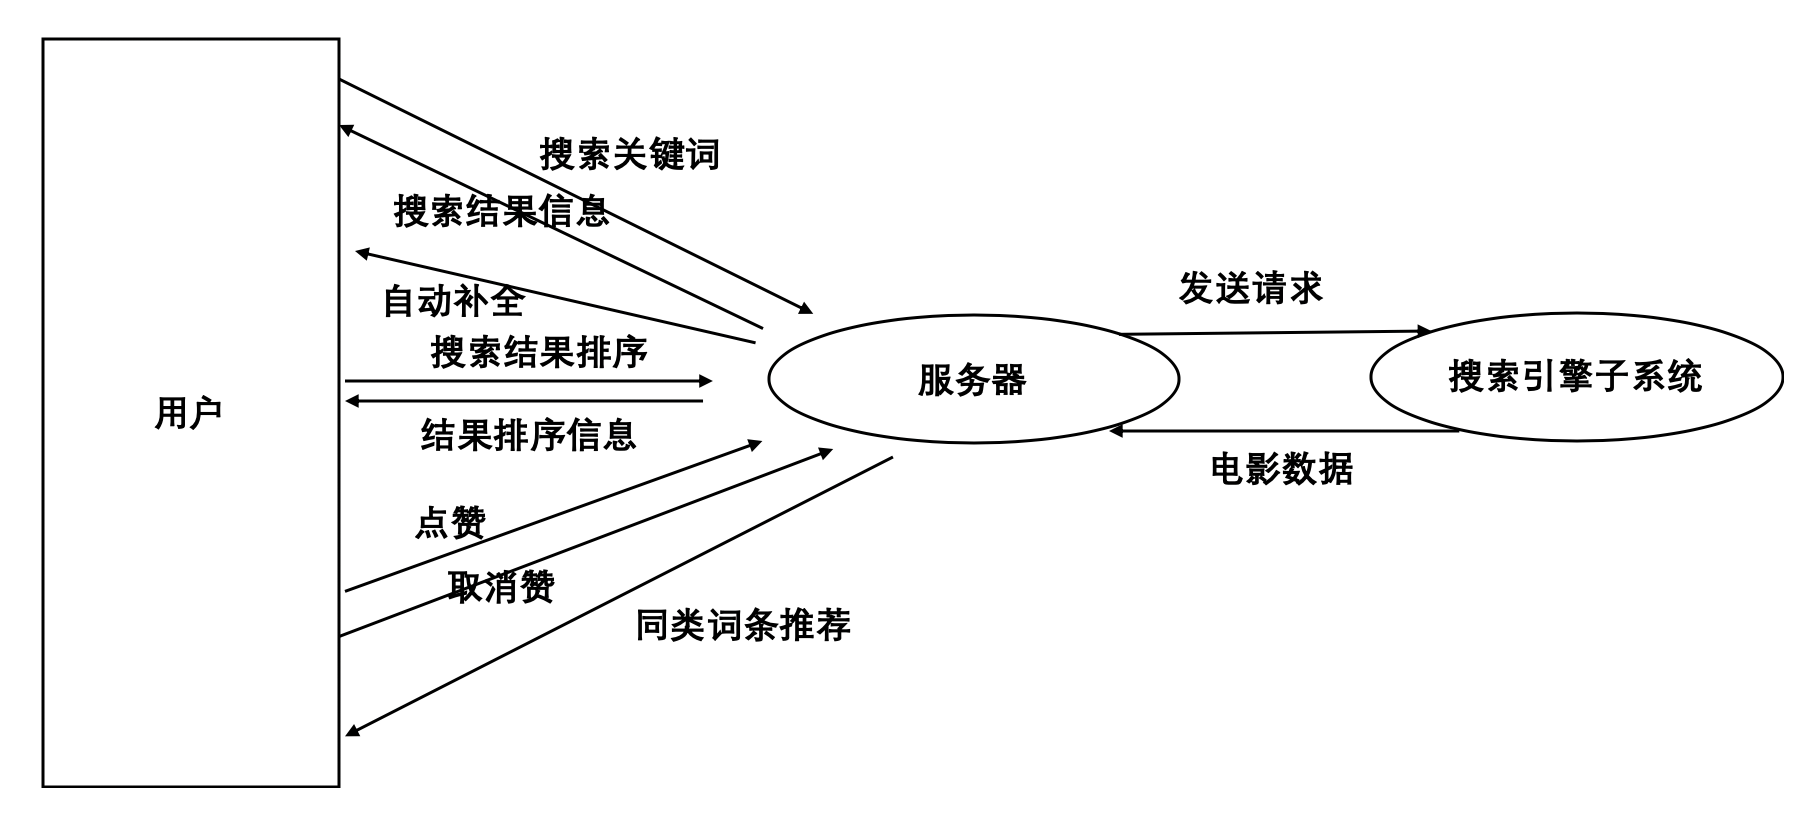 搜索关键词
搜索结果信息
自动补全
搜索结果排序
结果排序信息
点赞
取消赞
同类词条推荐
用户
服务器
发送请求
搜索引擎子系统
电影数据